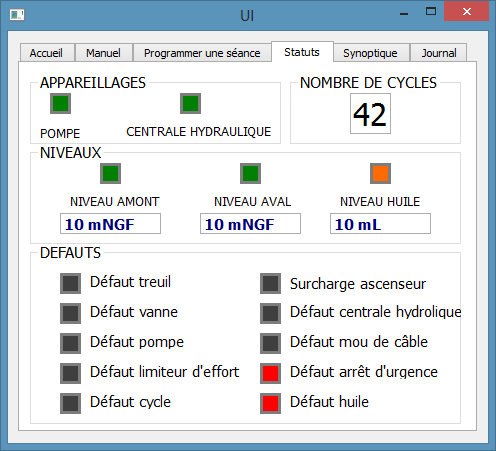 UI
Accueil Manuel Programmer une séance Statuts Synoptique Journal
APPAREILLAGES NOMBRE DE CYCLES
42
POMPE CENTRALE HYDRAULIQUE
NIVEAUX
NIVEAU AMONT NIVEAU AVAL NIVEAU HUILE
10 mNGF 10 mNGF 10 mL
DEFAUTS
Défaut treuil Surcharge ascenseur
Défaut vanne Défaut centrale hydrolique
Défaut pompe Défaut mou de câble
Défaut limiteur d'effort Défaut arrêt d'urgence
Défaut cycle Défaut huile